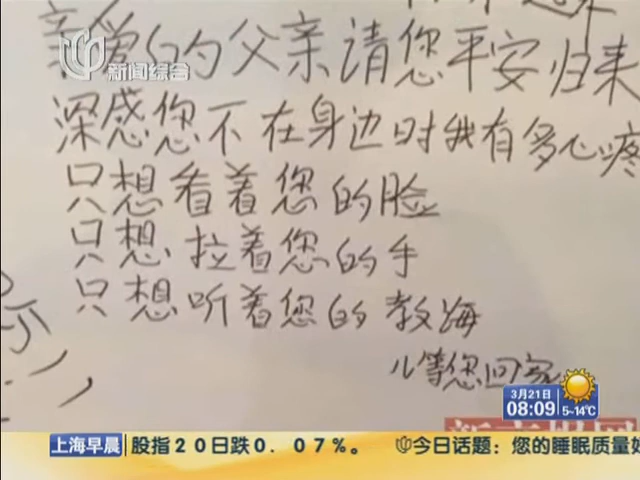 亲爱的父亲请您平安归来
新闻综合
深感您不在身边时我有多心疼
只想看着您的脸
只想拉着您的手
只想听着您的教海
儿等您回家
3月21日
08:09 5~14℃
上海早晨 股指20日跌0.07%。 今日话题：您的睡眠质量好